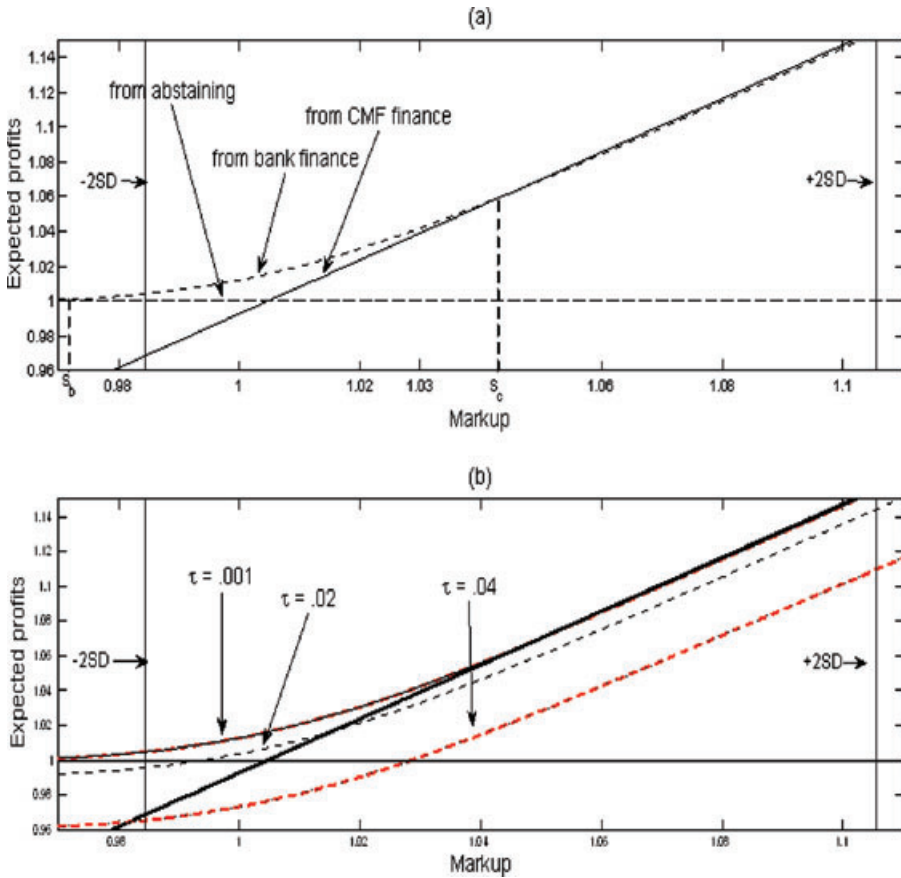 (a)
Expected profits
1.14
1.12
1.1
1.08
1.06
1.04
1.02
1
0.98
0.96
from abstaining
from CMF finance
from bank finance
-2SD
+2SD
S_b
0.98
1
1.02
1.03
S_c
1.06
1.08
1.1
Markup
(b)
Expected profits
1.14
1.12
1.1
1.08
1.06
1.04
1.02
1
0.98
0.96
τ = .001
τ = .02
τ = .04
-2SD
+2SD
0.98
1
1.02
1.04
1.06
1.08
1.1
Markup